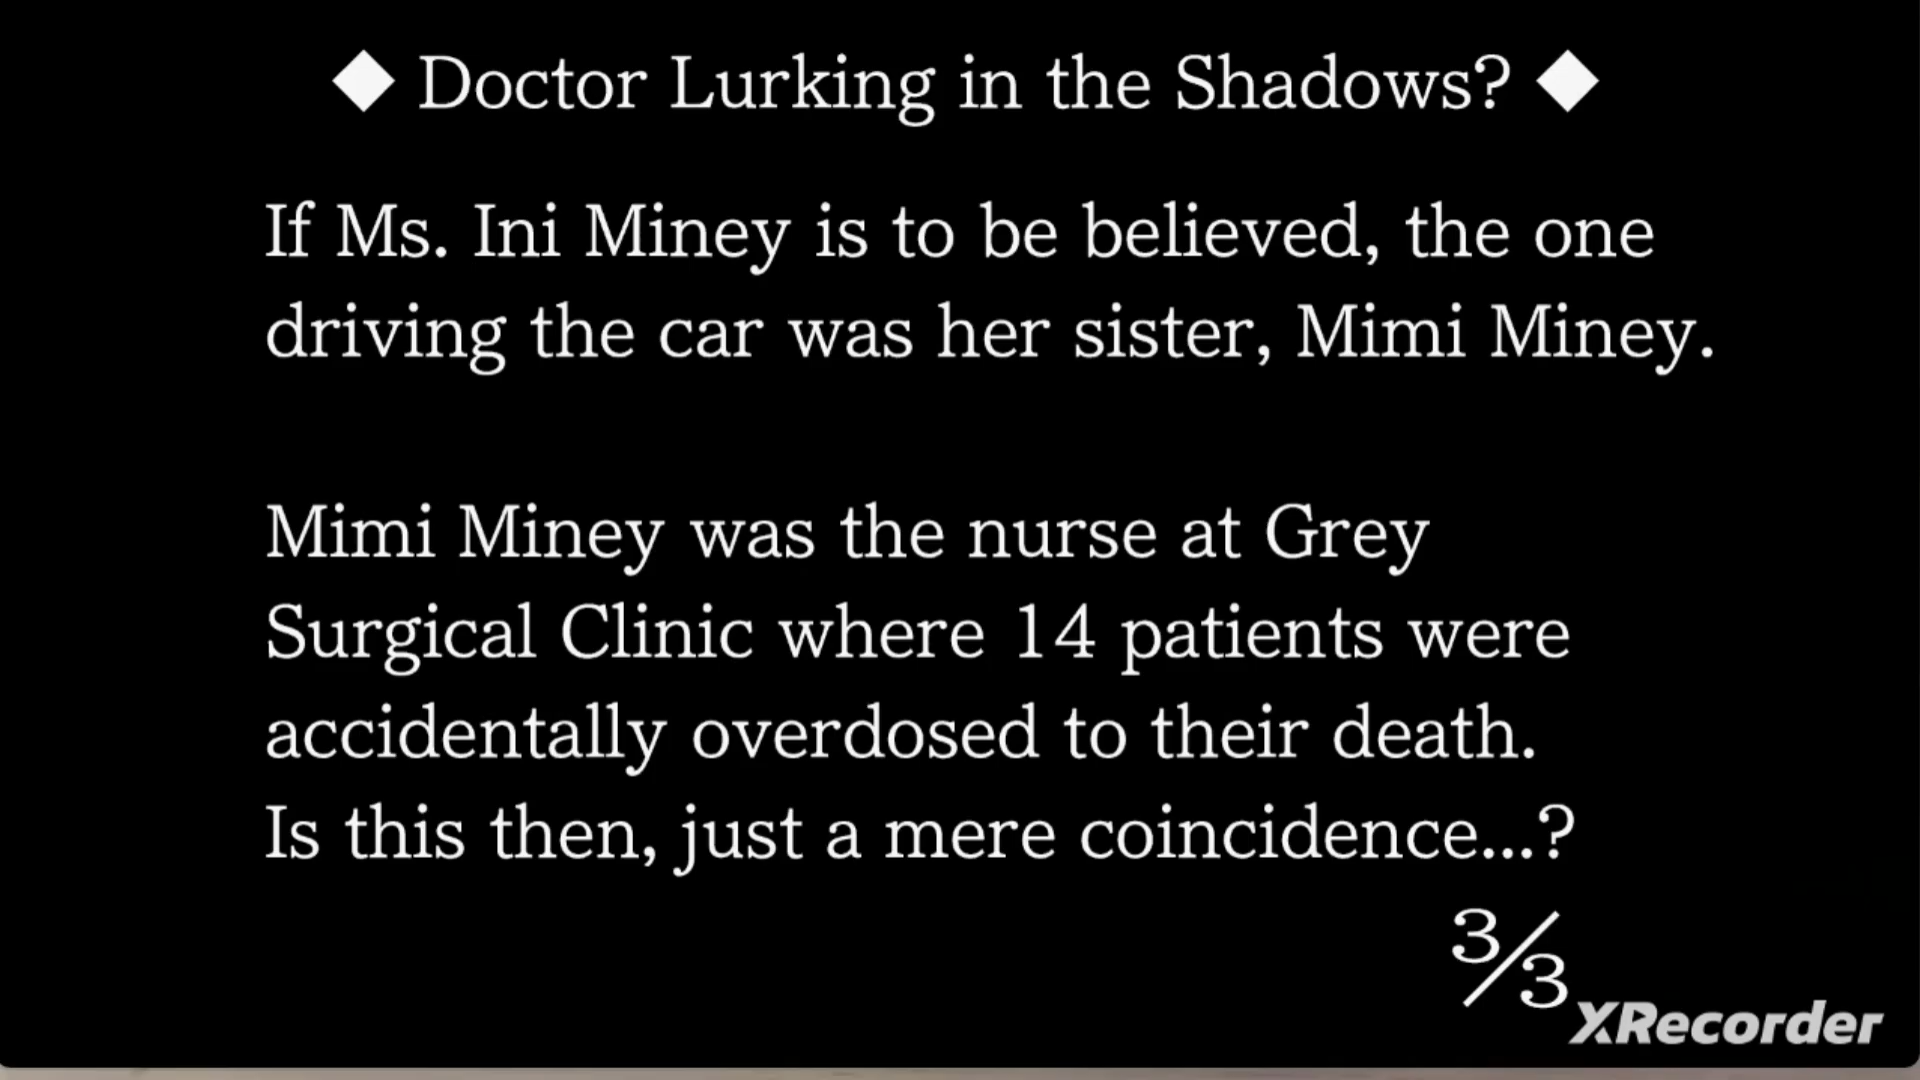 ◆ Doctor Lurking in the Shadows? ◆
If Ms. Ini Miney is to be believed, the one
driving the car was her sister, Mimi Miney.
Mimi Miney was the nurse at Grey
Surgical Clinic where 14 patients were
accidentally overdosed to their death.
Is this then, just a mere coincidence...?
3/3
XRecorder